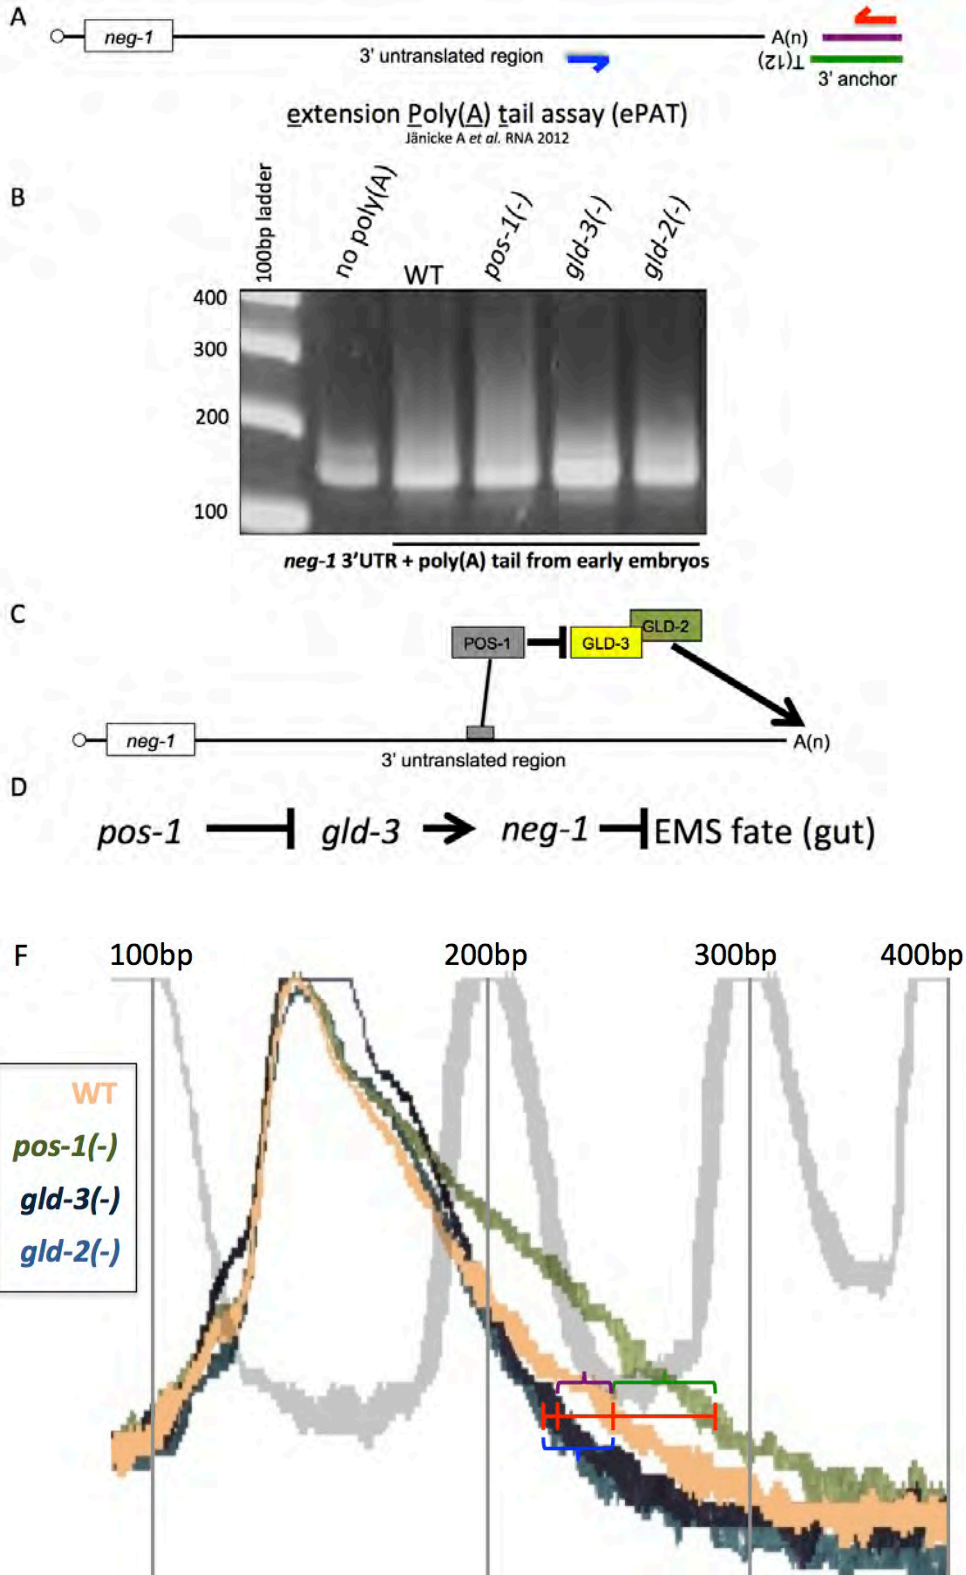 A
neg-1
3' untranslated region
A(n)
T(12)
3' anchor
extension Poly(A) tail assay (ePAT)
Jänicke A et al. RNA 2012
B
100bp ladder
no poly(A)
WT
pos-1(-)
gld-3(-)
gld-2(-)
400
300
200
100
neg-1 3'UTR + poly(A) tail from early embryos
C
POS-1
GLD-3
GLD-2
neg-1
A(n)
3' untranslated region
D
pos-1 gld-3 neg-1 EMS fate (gut)
F
100bp 200bp 300bp 400bp
WT
pos-1(-)
gld-3(-)
gld-2(-)